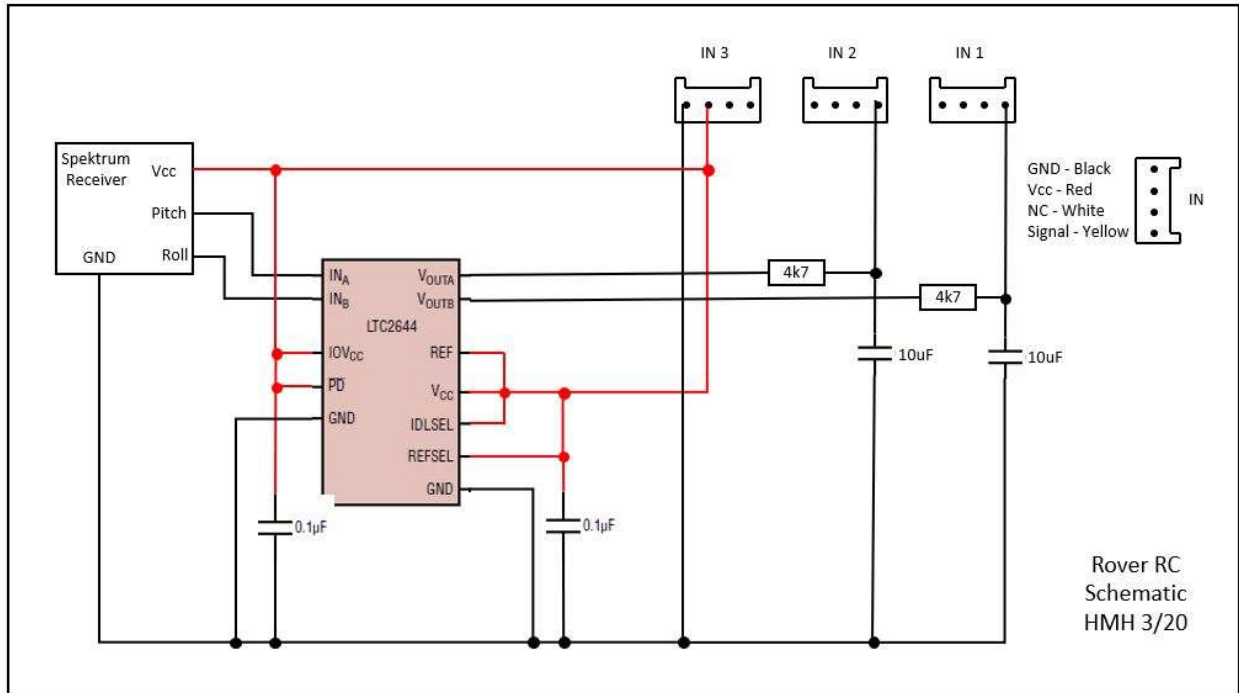 IN 3
IN 2
IN 1
Spektrum
Receiver
Vcc
Pitch
Roll
GND
GND - Black
Vcc - Red
NC - White
Signal - Yellow
IN
4k7
4k7
INA
INB
IOVCC
PD
GND
LTC2644
VOUTA
VOUTB
REF
VCC
IDLSEL
REFSEL
GND
10uF
10uF
0.1µF
0.1µF
Rover RC
Schematic
HMH 3/20